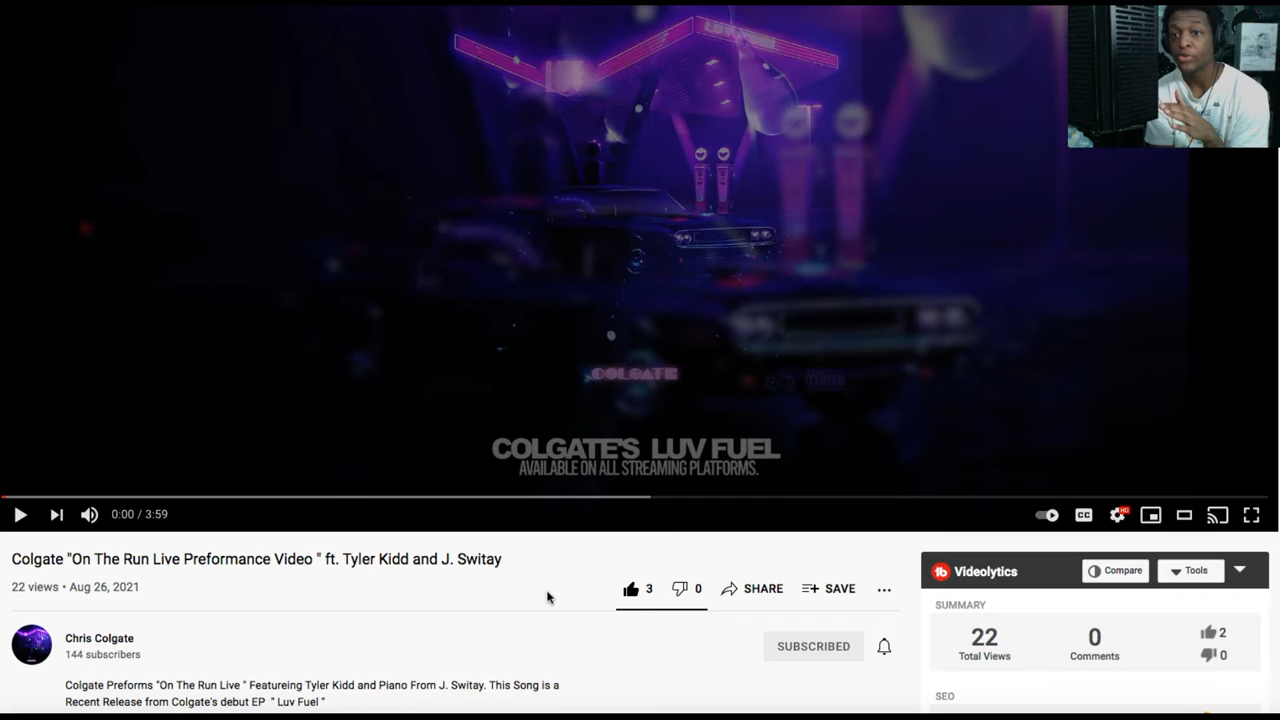 COLGATE
COLGATE'S LUV FUEL
AVAILABLE ON ALL STREAMING PLATFORMS.
0:00 / 3:59
CC
HD
Colgate "On The Run Live Preformance Video " ft. Tyler Kidd and J. Switay
22 views • Aug 26, 2021
3
0
SHARE
SAVE
Chris Colgate
144 subscribers
SUBSCRIBED
Colgate Preforms "On The Run Live " Featureing Tyler Kidd and Piano From J. Switay. This Song is a
Recent Release from Colgate's debut EP " Luv Fuel "
tb Videolytics
Compare
Tools
SUMMARY
22
Total Views
0
Comments
2
0
SEO